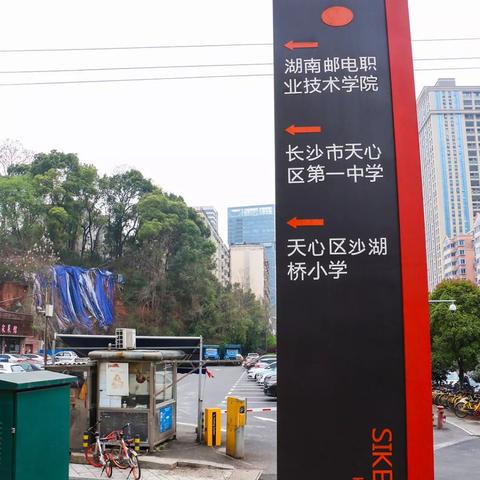 湖南邮电职
业技术学院
长沙市天心
区第一中学
天心区沙湖
桥小学
SIKE